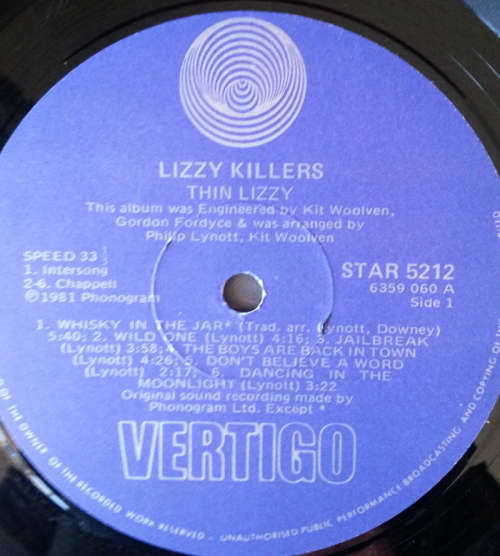 LIZZY KILLERS
THIN LIZZY
This album was Engineered by Kit Woolven,
Gordon Fordyce & was arranged by
Philip Lynott, Kit Woolven
SPEED 33
1. Intersong
2-6. Chappell
℗1981 Phonogram
STAR 5212
6359 060 A
Side 1
1. WHISKY IN THE JAR* (Trad. arr. Lynott, Downey)
5:40; 2. WILD ONE (Lynott) 4:16; 3. JAILBREAK
(Lynott) 3:58; 4. THE BOYS ARE BACK IN TOWN
(Lynott) 4:26; 5. DON'T BELIEVE A WORD
(Lynott) 2:17; 6. DANCING IN THE
MOONLIGHT (Lynott) 3:22
Original sound recording made by
Phonogram Ltd. Except *
VERTIGO
OF THE OWNER OF THE RECORDED WORK RESERVED - UNAUTHORISED PUBLIC PERFORMANCE BROADCASTING AND COPYING OF